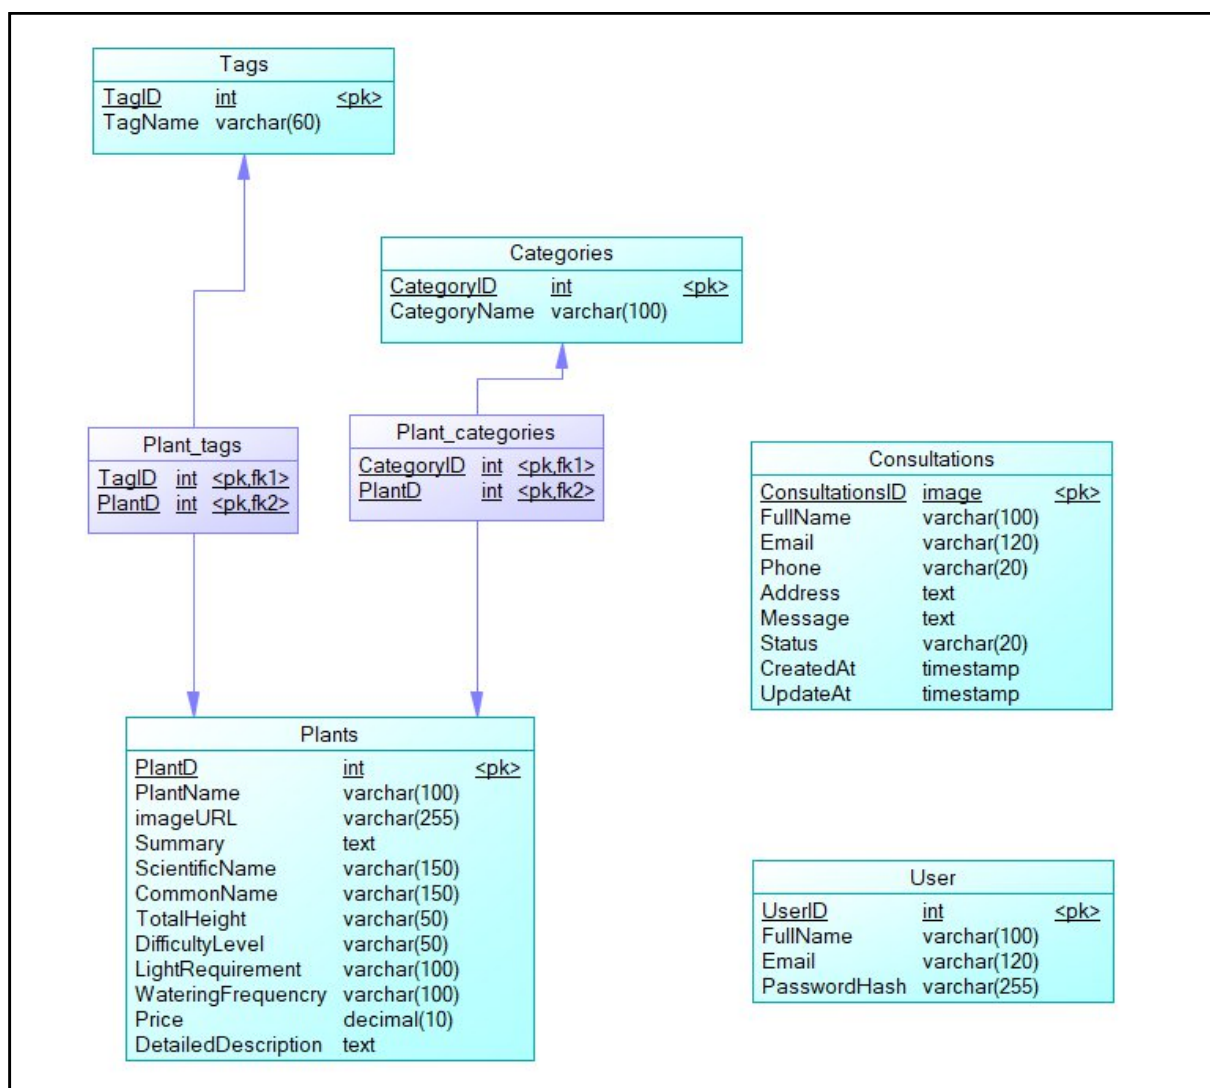 Tags
TagID int <pk>
TagName varchar(60)
Categories
CategoryID int <pk>
CategoryName varchar(100)
Plant_tags
TagID int <pk,fk1>
PlantD int <pk,fk2>
Plant_categories
CategoryID int <pk,fk1>
PlantD int <pk,fk2>
Consultations
ConsultationsID image <pk>
FullName varchar(100)
Email varchar(120)
Phone varchar(20)
Address text
Message text
Status varchar(20)
CreatedAt timestamp
UpdateAt timestamp
Plants
PlantD int <pk>
PlantName varchar(100)
imageURL varchar(255)
Summary text
ScientificName varchar(150)
CommonName varchar(150)
TotalHeight varchar(50)
DifficultyLevel varchar(50)
LightRequirement varchar(100)
WateringFrequencry varchar(100)
Price decimal(10)
DetailedDescription text
User
UserID int <pk>
FullName varchar(100)
Email varchar(120)
PasswordHash varchar(255)